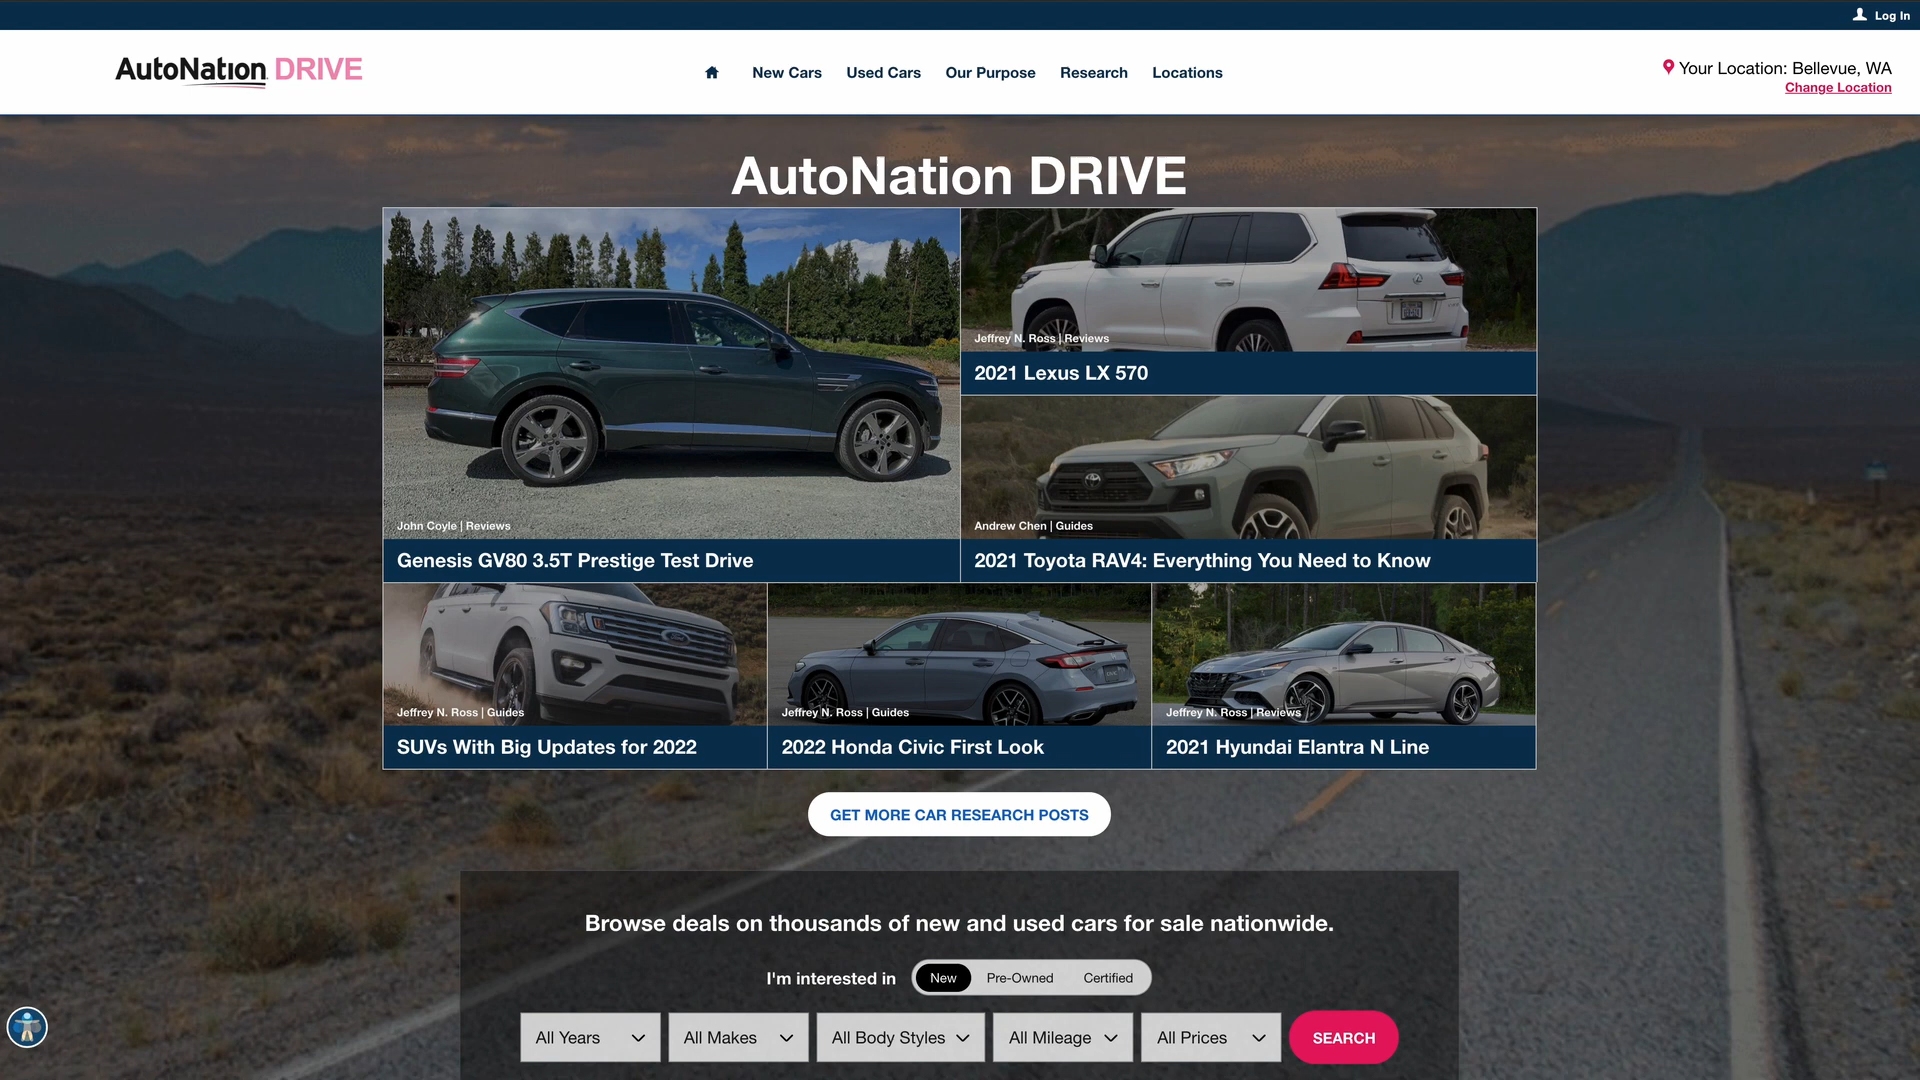 Log In
AutoNation DRIVE
New Cars
Used Cars
Our Purpose
Research
Locations
Your Location: Bellevue, WA
Change Location
AutoNation DRIVE
John Coyle | Reviews
Genesis GV80 3.5T Prestige Test Drive
Jeffrey N. Ross | Reviews
2021 Lexus LX 570
Andrew Chen | Guides
2021 Toyota RAV4: Everything You Need to Know
Jeffrey N. Ross | Guides
SUVs With Big Updates for 2022
Jeffrey N. Ross | Guides
2022 Honda Civic First Look
Jeffrey N. Ross | Reviews
2021 Hyundai Elantra N Line
GET MORE CAR RESEARCH POSTS
Browse deals on thousands of new and used cars for sale nationwide.
I'm interested in
New
Pre-Owned
Certified
All Years
All Makes
All Body Styles
All Mileage
All Prices
SEARCH